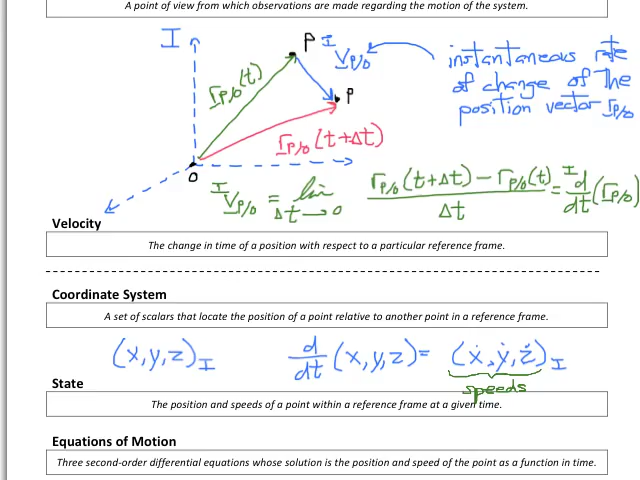 A point of view from which observations are made regarding the motion of the system.
I
P
I
V P/O
instantaneous rate
of change of the
position vector r P/O
r P/O (t)
P
r P/O (t+Δt)
O
I V P/O = lim Δt→0 r P/O (t+Δt) − r P/O (t) / Δt = I d/dt (r P/O)
Velocity
The change in time of a position with respect to a particular reference frame.
Coordinate System
A set of scalars that locate the position of a point relative to another point in a reference frame.
(x,y,z) I d/dt (x,y,z) = (ẋ,ẏ,ż) I
speeds
State
The position and speeds of a point within a reference frame at a given time.
Equations of Motion
Three second-order differential equations whose solution is the position and speed of the point as a function in time.